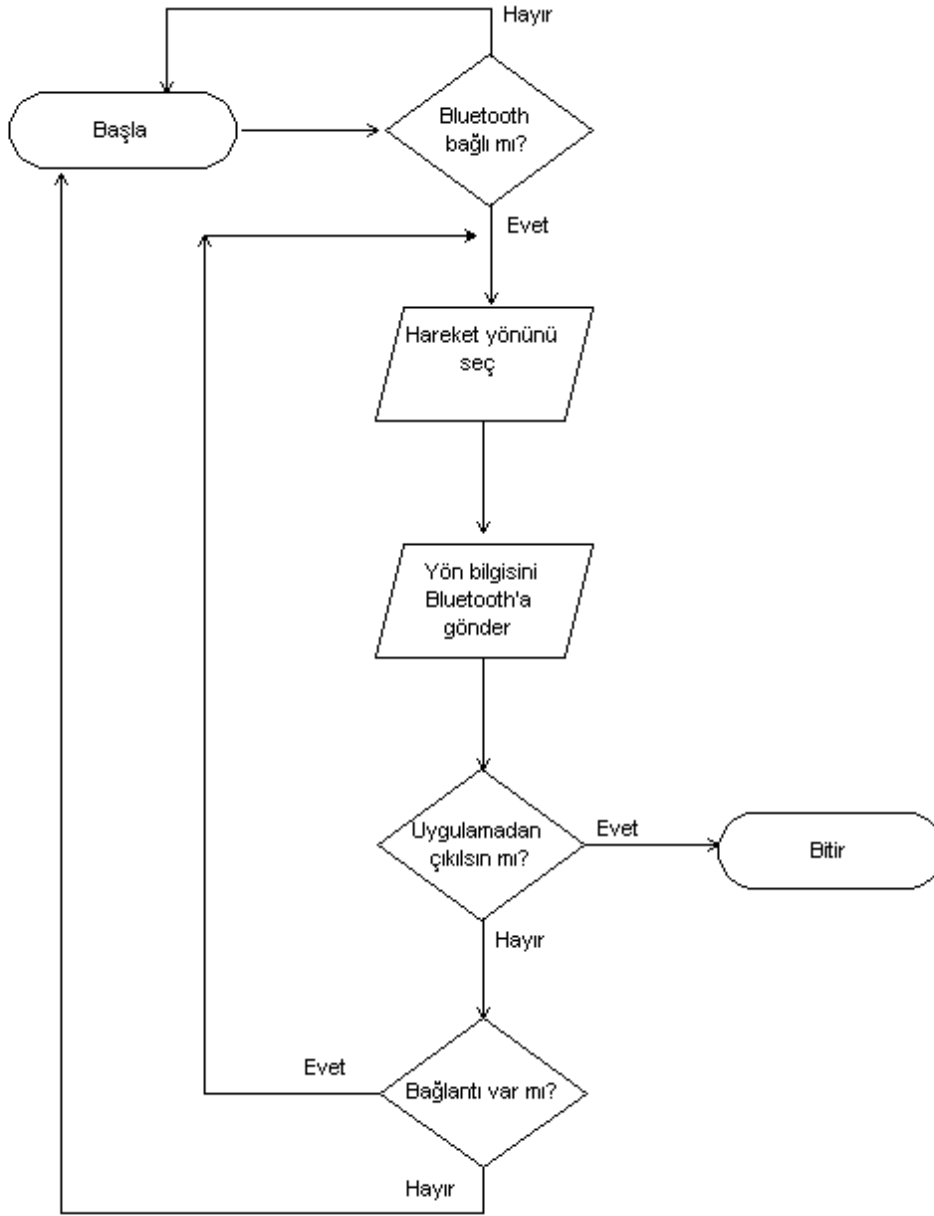 Hayır
Başla
Bluetooth
bağlı mı?
Evet
Hareket yönünü
seç
Yön bilgisini
Bluetooth'a
gönder
Uygulamadan
çıkılsın mı?
Evet
Bitir
Hayır
Evet
Bağlantı var mı?
Hayır